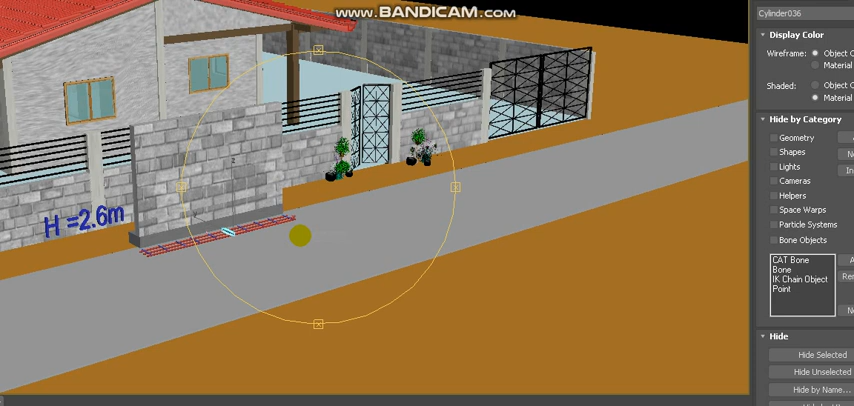 www.BANDICAM.com
Cylinder036
Display Color
Wireframe:
Object
Material
Shaded:
Object
Material
Hide by Category
Geometry
Shapes
Lights
Cameras
Helpers
Space Warps
Particle Systems
Bone Objects
CAT Bone
Bone
IK Chain Object
Point
Hide
Hide Selected
Hide Unselected
Hide by Name...
H =2.6m